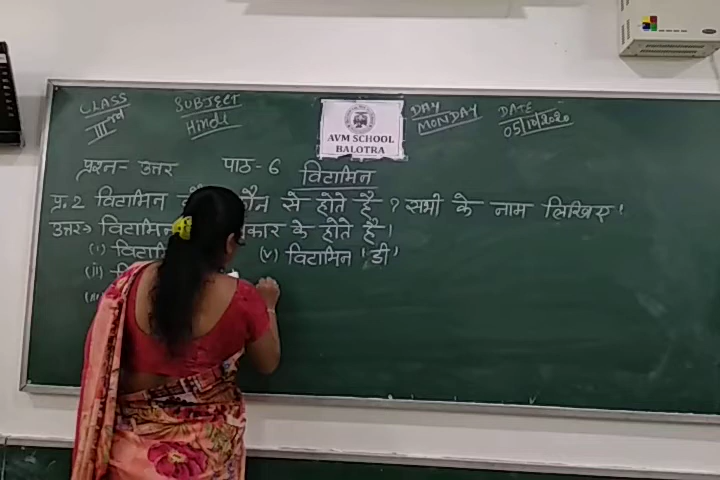 CLASS SUBJECT DAY DATE
III Hindi MONDAY 05/10/2020
AVM SCHOOL
BALOTRA
प्रश्न- उत्तर पाठ-6 विटामिन
प्र.2 विटामिन कौन से होते है ? सभी के नाम लिखिए '
उत्तर→ विटामिन के होते है।
(i) (v) विटामिन 'डी'
(ii)